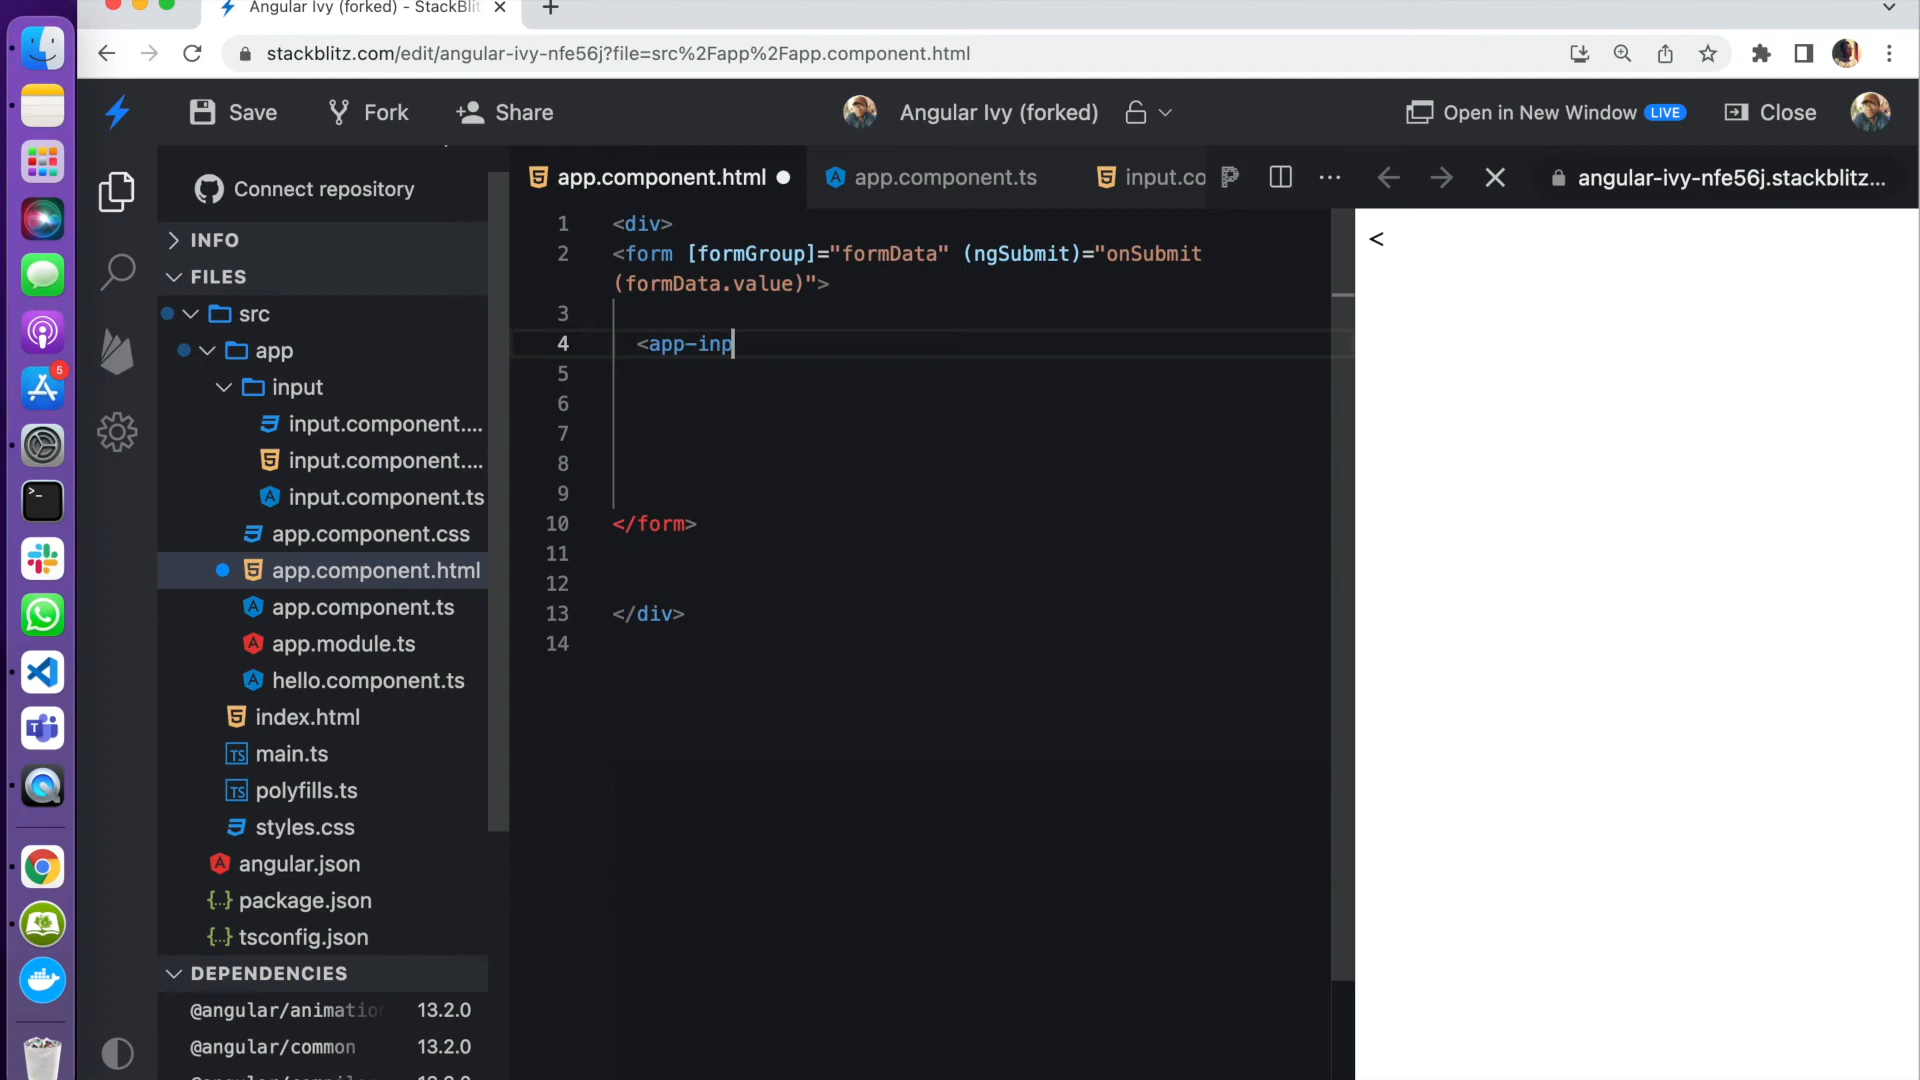 Angular Ivy (forked) - StackBlit
stackblitz.com/edit/angular-ivy-nfe56j?file=src%2Fapp%2Fapp.component.html
Save
Fork
Share
Angular Ivy (forked)
Open in New Window
LIVE
Close
Connect repository
app.component.html
app.component.ts
input.co
angular-ivy-nfe56j.stackblitz...
INFO
FILES
src
app
input
input.component....
input.component....
input.component.ts
app.component.css
app.component.html
app.component.ts
app.module.ts
hello.component.ts
index.html
main.ts
polyfills.ts
styles.css
angular.json
package.json
tsconfig.json
DEPENDENCIES
@angular/animation 13.2.0
@angular/common 13.2.0
1 <div>
2 <form [formGroup]="formData" (ngSubmit)="onSubmit
(formData.value)">
3
4 <app-inp
5
6
7
8
9
10 </form>
11
12
13 </div>
14
<
5